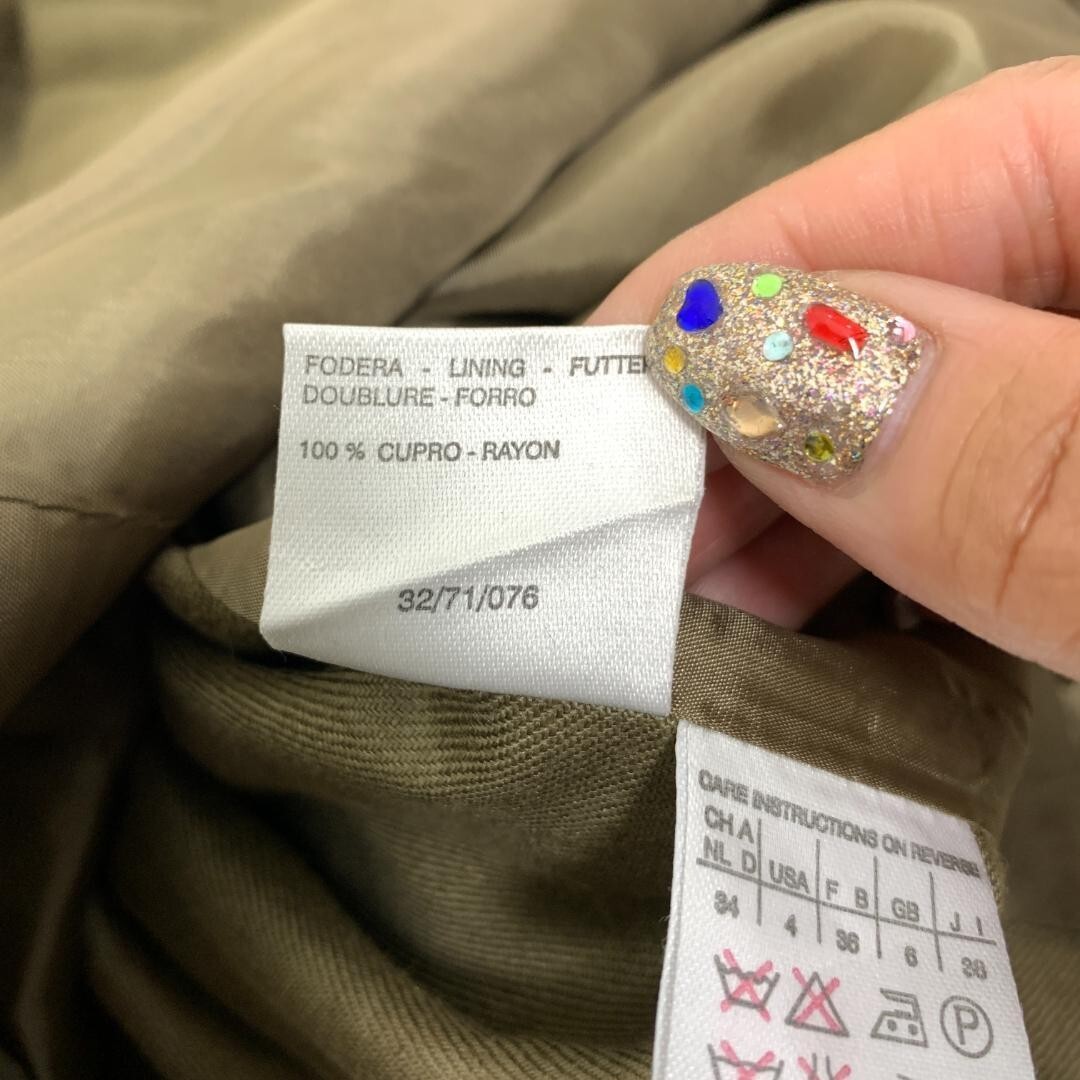 FODERA - LINING - FUTTE
DOUBLURE - FORRO
100 % CUPRO - RAYON
32/71/076
CARE INSTRUCTIONS ON REVERSE
CH A
NL D USA F B GB J I
34 4 36 6 38
P